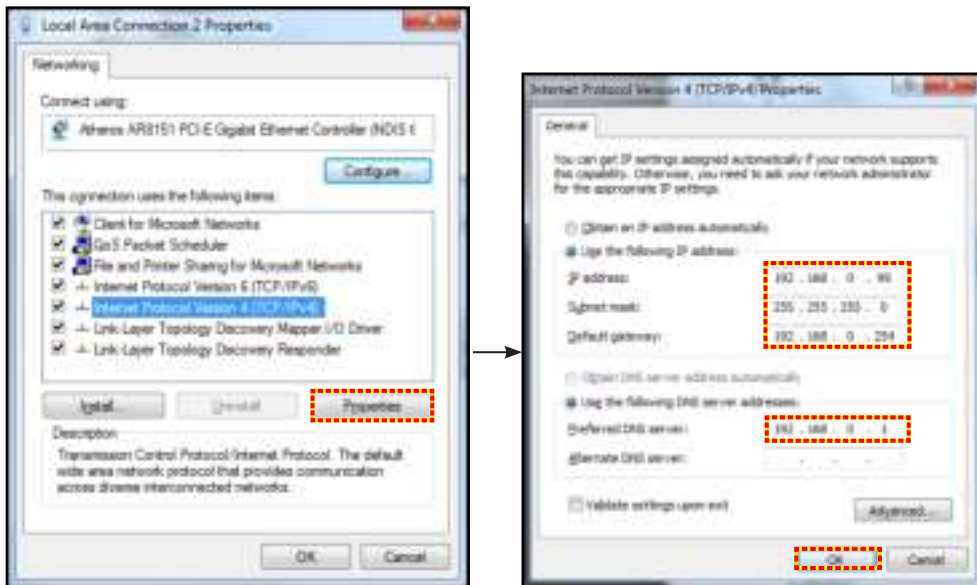 Local Area Connection 2 Properties
Networking
Connect using:
Atheros AR8151 PCI-E Gigabit Ethernet Controller (NDIS 6
Configure...
This connection uses the following items:
Client for Microsoft Networks
QoS Packet Scheduler
File and Printer Sharing for Microsoft Networks
Internet Protocol Version 6 (TCP/IPv6)
Internet Protocol Version 4 (TCP/IPv4)
Link-Layer Topology Discovery Mapper I/O Driver
Link-Layer Topology Discovery Responder
Install...
Uninstall
Properties
Description
Transmission Control Protocol/Internet Protocol. The default
wide area network protocol that provides communication
across diverse interconnected networks.
OK
Cancel
Internet Protocol Version 4 (TCP/IPv4) Properties
General
You can get IP settings assigned automatically if your network supports
this capability. Otherwise, you need to ask your network administrator
for the appropriate IP settings.
Obtain an IP address automatically
Use the following IP address:
IP address: 192 . 168 . 0 .
Subnet mask: 255 . 255 . 255 . 0
Default gateway: 192 . 168 . 0 . 254
Obtain DNS server address automatically
Use the following DNS server addresses:
Preferred DNS server: 192 . 168 . 0 . 1
Alternate DNS server: . . .
Validate settings upon exit
Advanced...
OK
Cancel